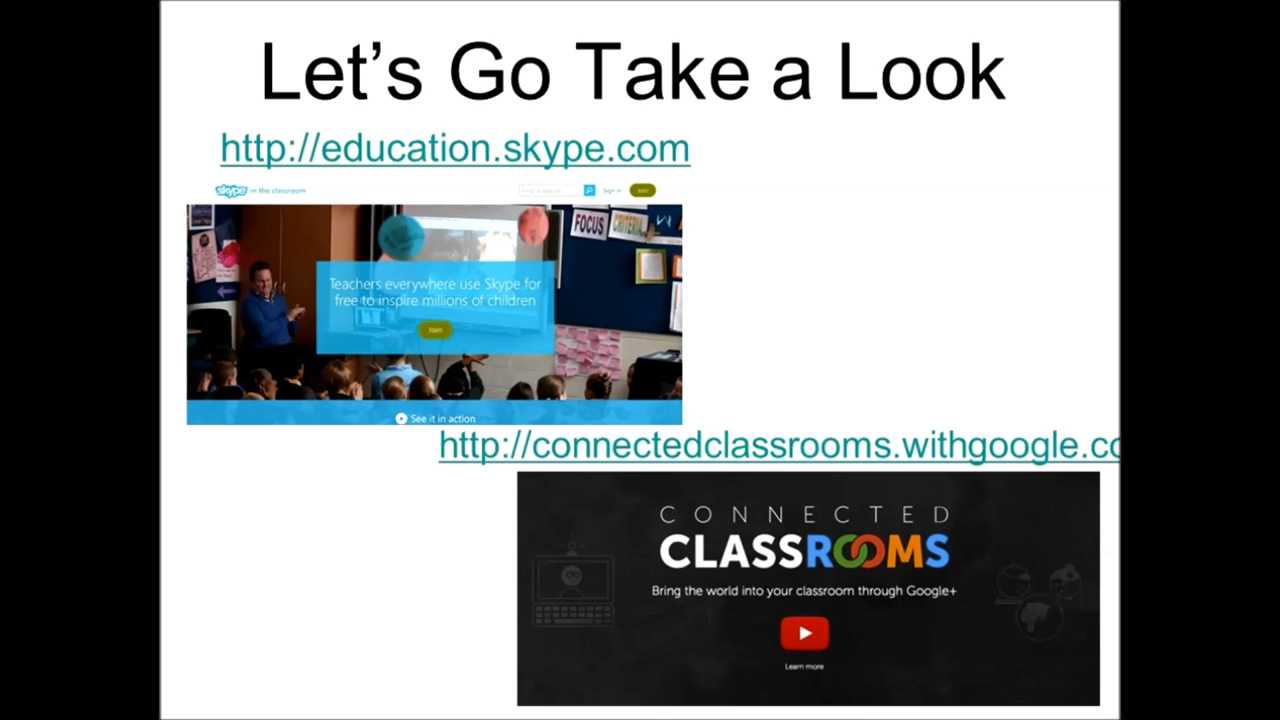 Let's Go Take a Look
http://education.skype.com
skype in the classroom
Sign in
Join
FOCUS
CRITERIA
Teachers everywhere use Skype for
free to inspire millions of children
Join
See it in action
http://connectedclassrooms.withgoogle.co
CONNECTED
CLASSROOMS
Bring the world into your classroom through Google+
Learn more